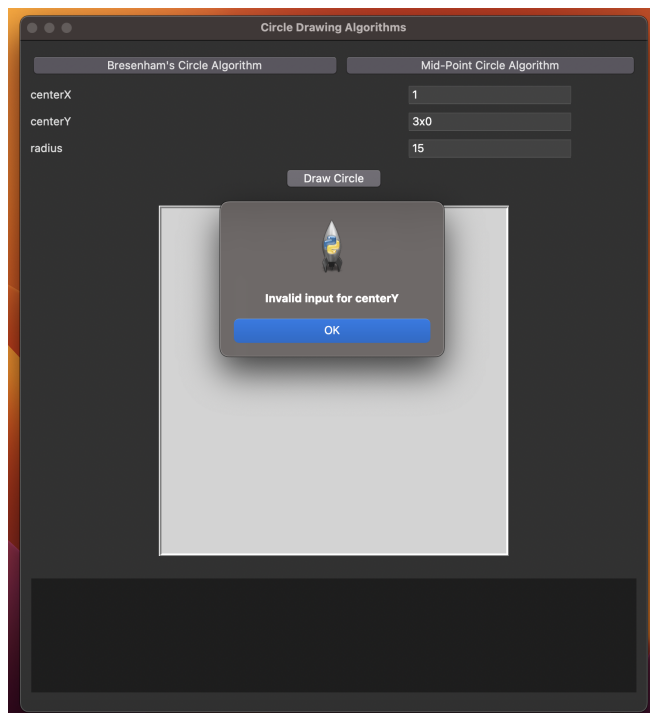 Circle Drawing Algorithms
Bresenham's Circle Algorithm Mid-Point Circle Algorithm
centerX 1
centerY 3x0
radius 15
Draw Circle
Invalid input for centerY
OK